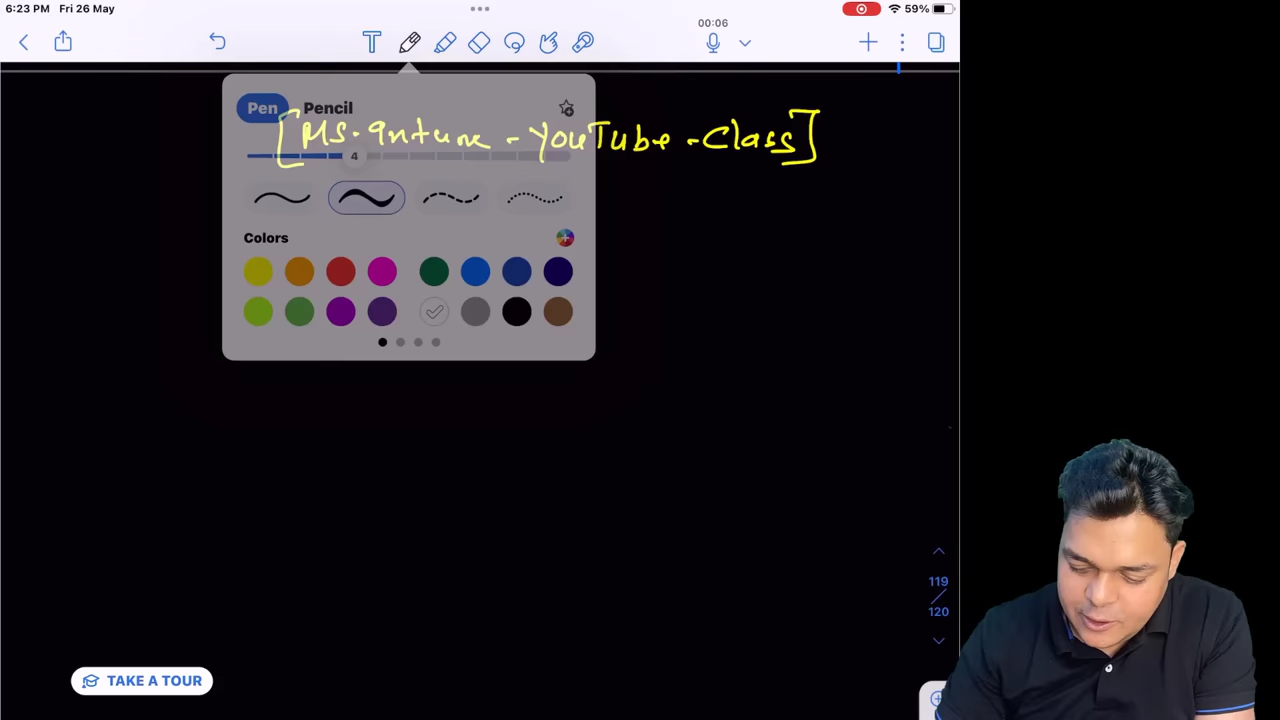 6:23 PM Fri 26 May
59%
00:06
T
Pen Pencil
[Ms. Intune - YouTube - Class]
4
Colors
119
120
TAKE A TOUR